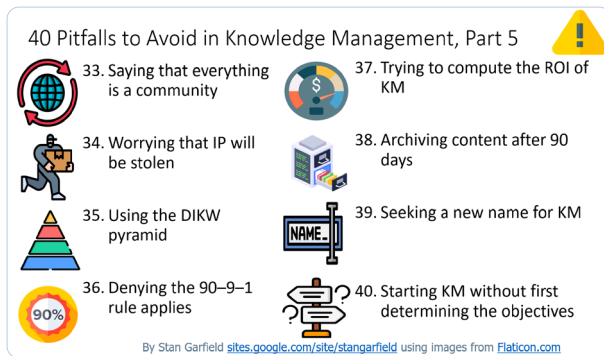 40 Pitfalls to Avoid in Knowledge Management, Part 5
33. Saying that everything
is a community
34. Worrying that IP will
be stolen
35. Using the DIKW
pyramid
36. Denying the 90–9–1
rule applies
90%
37. Trying to compute the ROI of
KM
$
38. Archiving content after 90
days
39. Seeking a new name for KM
NAME_
40. Starting KM without first
determining the objectives
By Stan Garfield sites.google.com/site/stangarfield using images from Flaticon.com